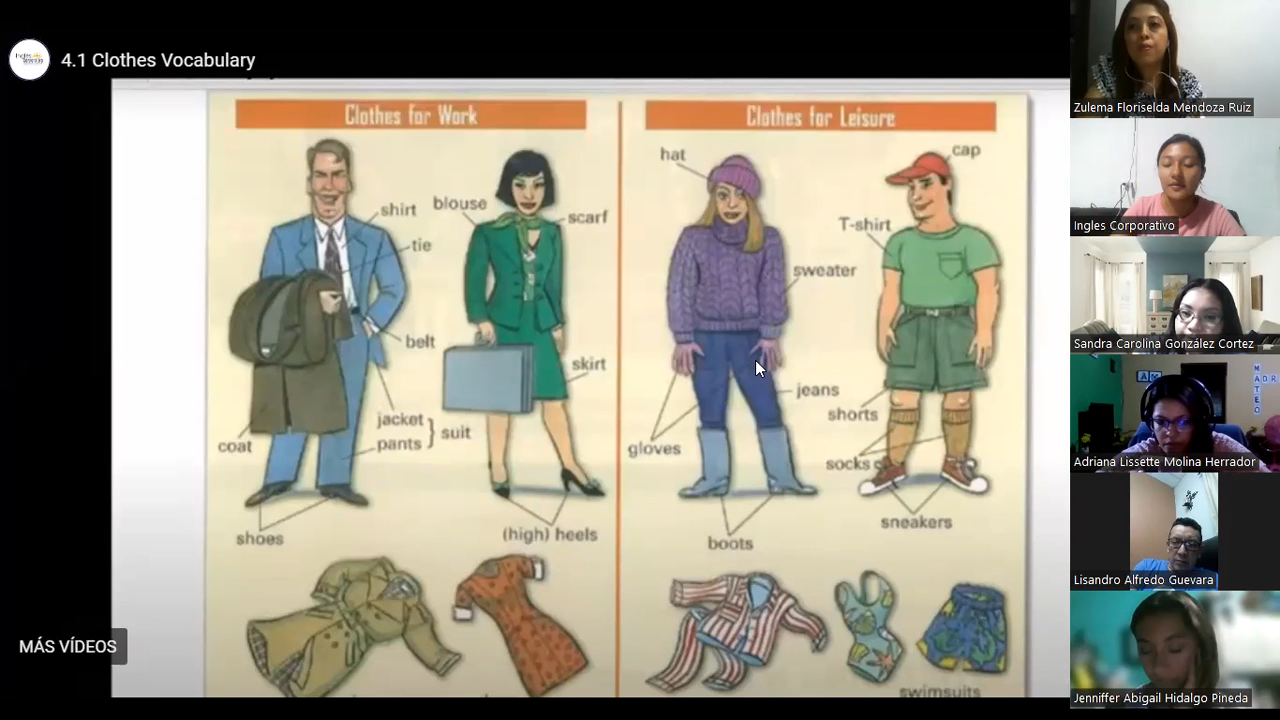 4.1 Clothes Vocabulary
Clothes for Work
Clothes for Leisure
shirt
blouse
scarf
tie
belt
skirt
jacket
pants
suit
coat
shoes
(high) heels
hat
cap
T-shirt
sweater
jeans
shorts
gloves
socks
sneakers
boots
swimsuits
MÁS VÍDEOS
Zulema Floriselda Mendoza Ruiz
Ingles Corporativo
Sandra Carolina González Cortez
Adriana Lissette Molina Herrador
Lisandro Alfredo Guevara
Jenniffer Abigail Hidalgo Pineda